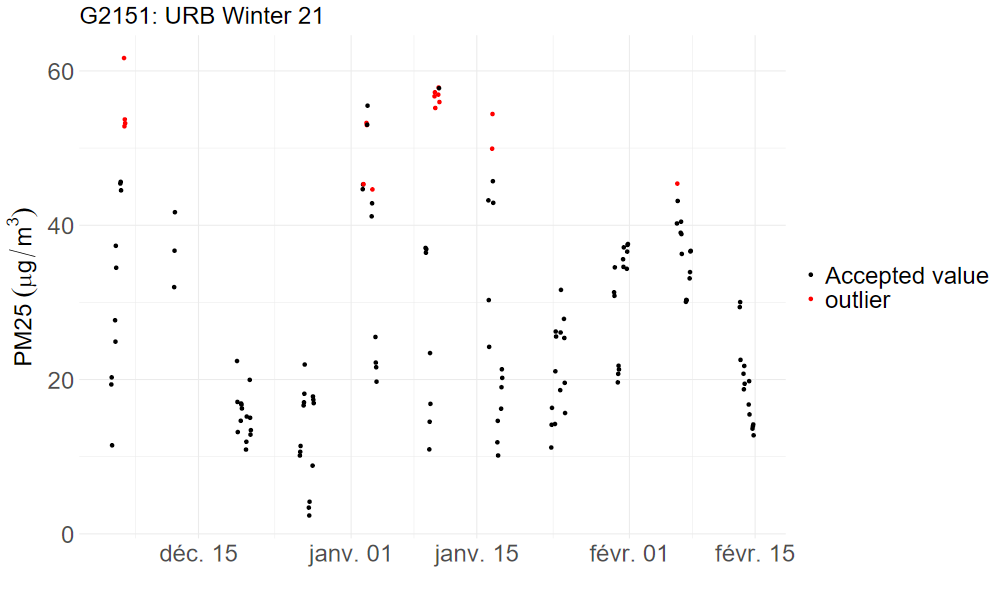 G2151: URB Winter 21
PM25 (μg/m³)
60
40
20
0
déc. 15
janv. 01
janv. 15
févr. 01
févr. 15
Accepted value
outlier